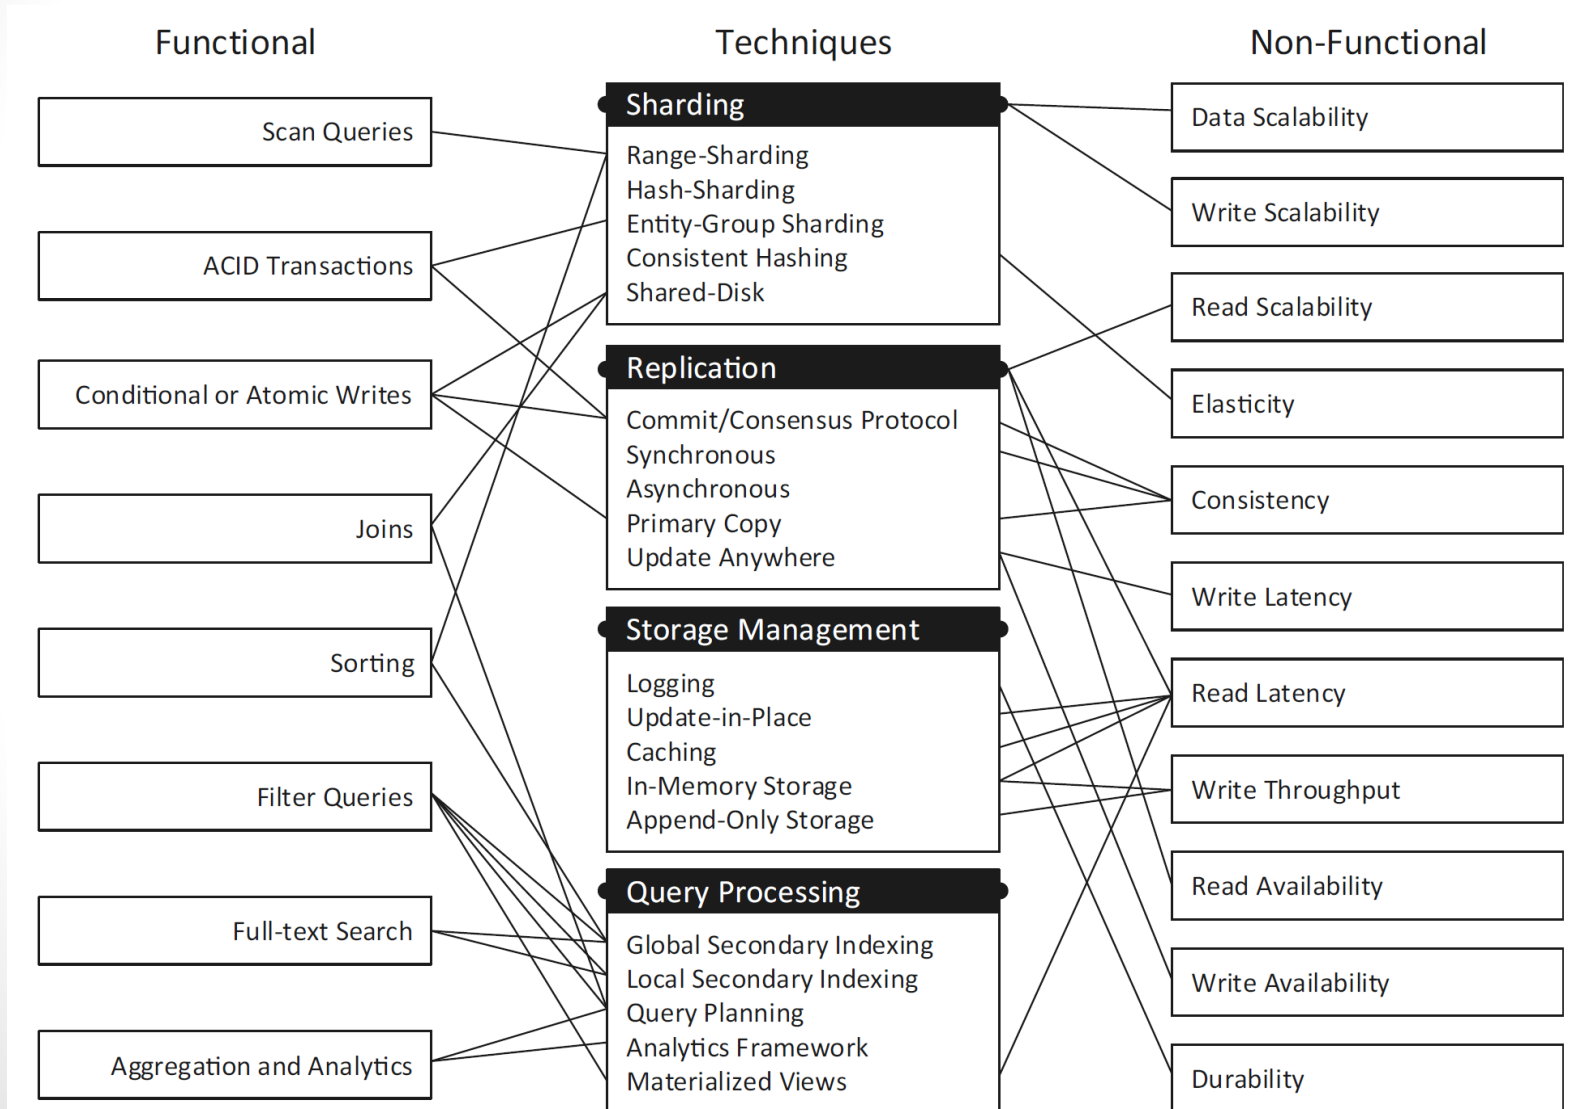 Functional
Techniques
Non-Functional
Scan Queries
ACID Transactions
Conditional or Atomic Writes
Joins
Sorting
Filter Queries
Full-text Search
Aggregation and Analytics
Sharding
Range-Sharding
Hash-Sharding
Entity-Group Sharding
Consistent Hashing
Shared-Disk
Replication
Commit/Consensus Protocol
Synchronous
Asynchronous
Primary Copy
Update Anywhere
Storage Management
Logging
Update-in-Place
Caching
In-Memory Storage
Append-Only Storage
Query Processing
Global Secondary Indexing
Local Secondary Indexing
Query Planning
Analytics Framework
Materialized Views
Data Scalability
Write Scalability
Read Scalability
Elasticity
Consistency
Write Latency
Read Latency
Write Throughput
Read Availability
Write Availability
Durability